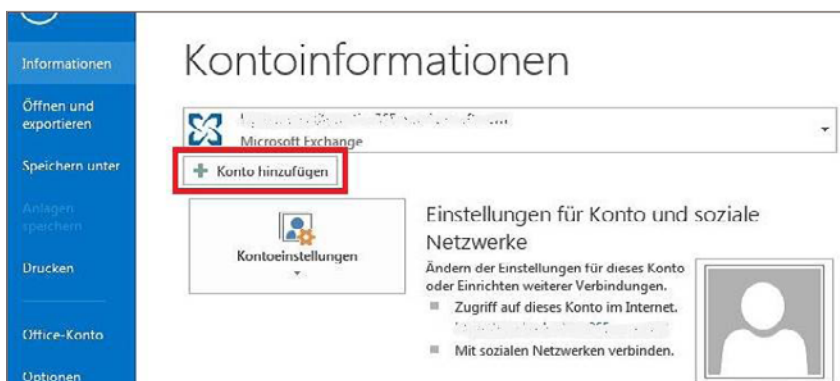 Informationen
Öffnen und
exportieren
Speichern unter
Anlagen
speichern
Drucken
Office-Konto
Optionen
Kontoinformationen
Microsoft Exchange
Konto hinzufügen
Kontoeinstellungen
Einstellungen für Konto und soziale
Netzwerke
Ändern der Einstellungen für dieses Konto
oder Einrichten weiterer Verbindungen.
Zugriff auf dieses Konto im Internet.
Mit sozialen Netzwerken verbinden.